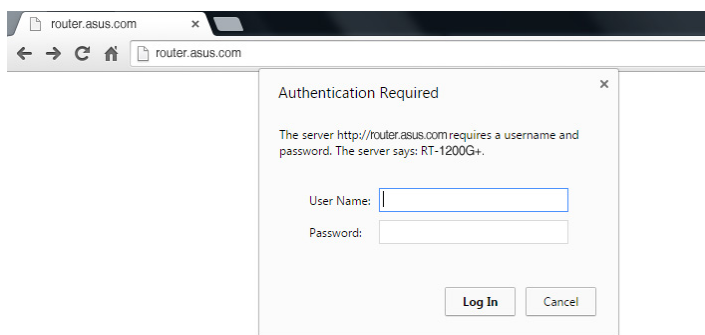 router.asus.com
router.asus.com
Authentication Required
The server http://router.asus.com requires a username and
password. The server says: RT-1200G+.
User Name:
Password:
Log In Cancel